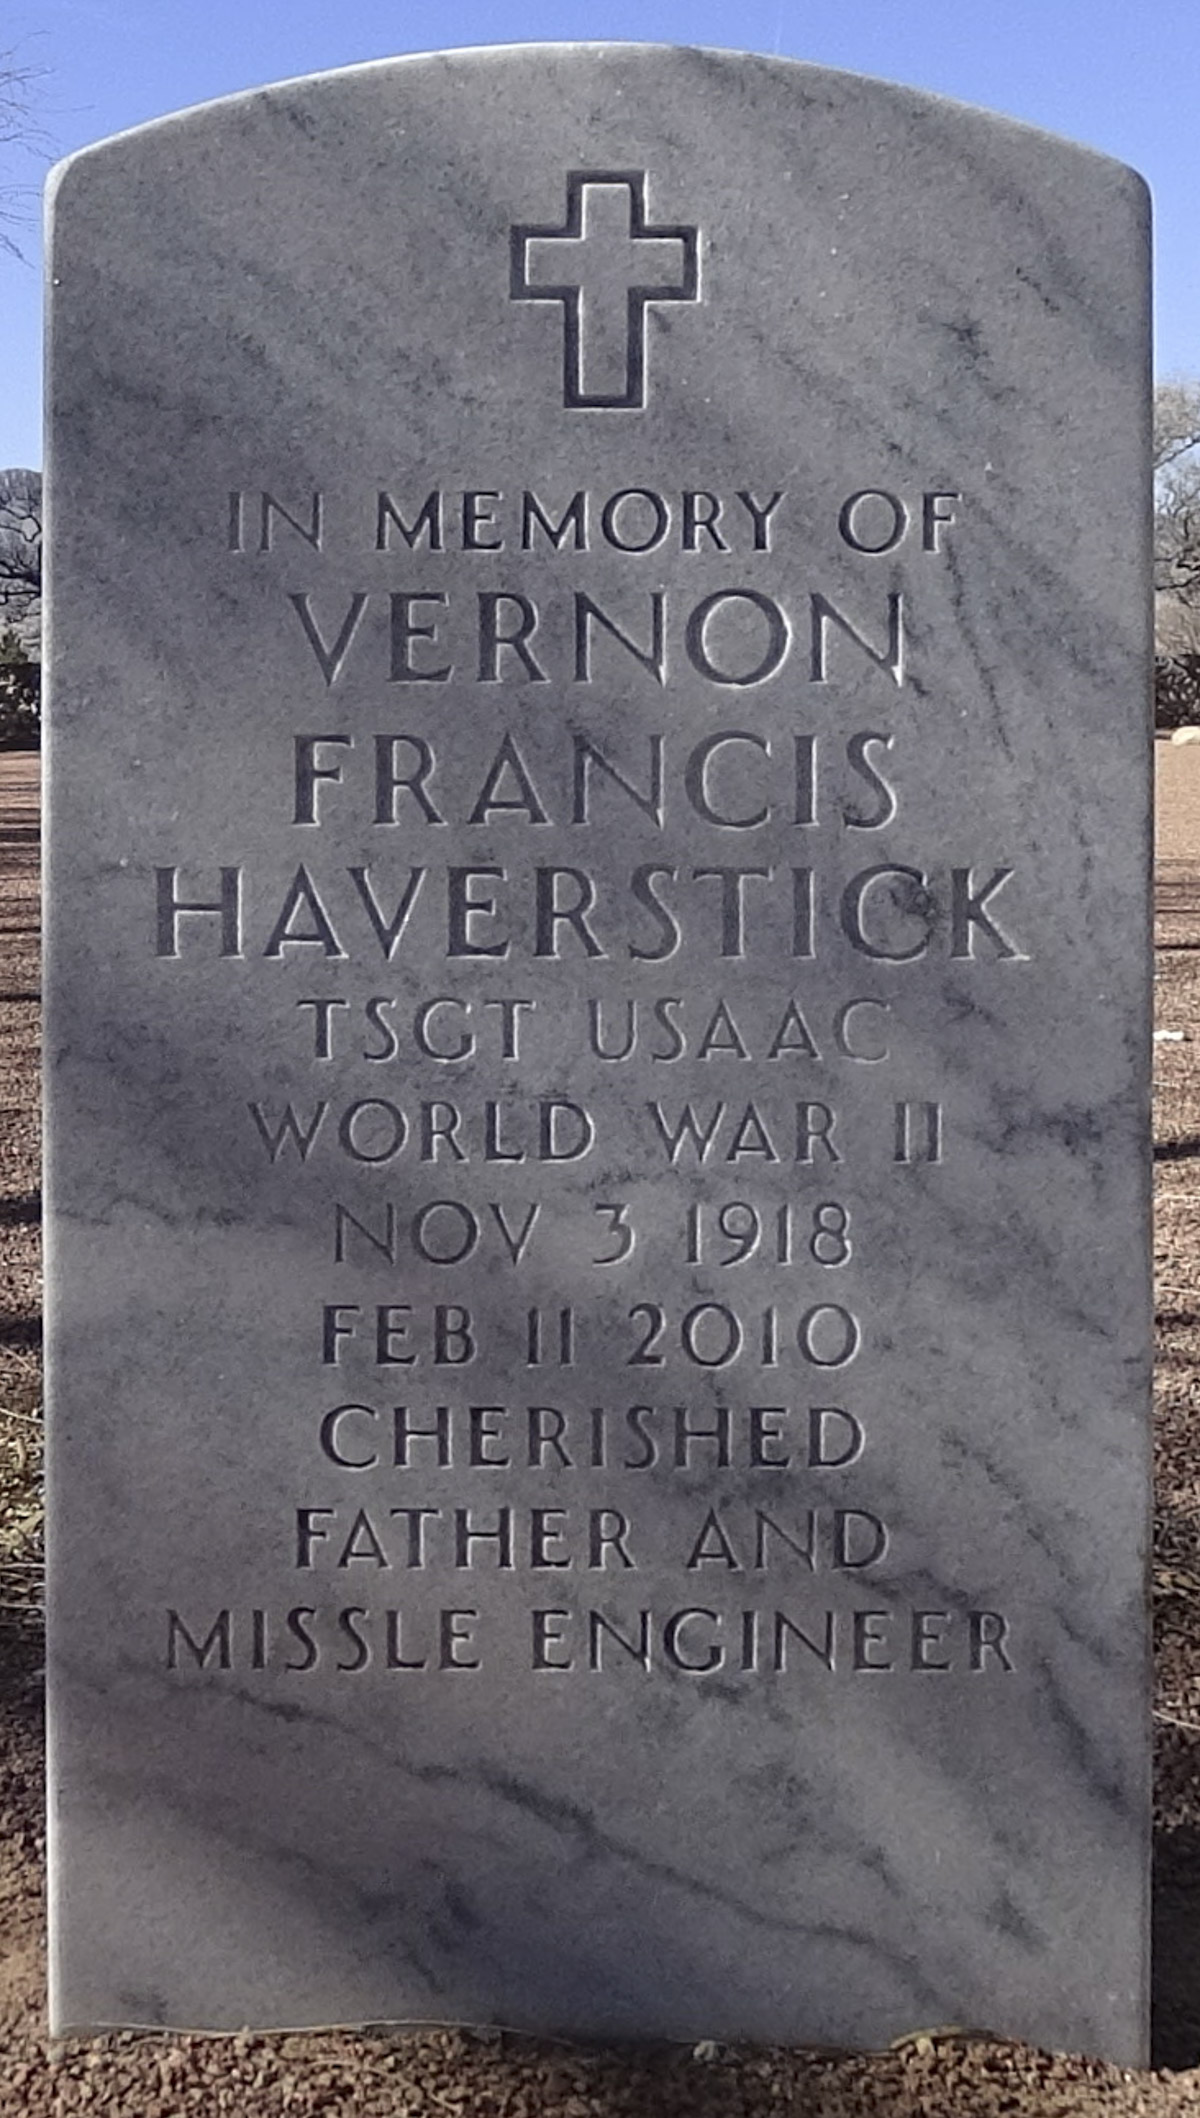 IN MEMORY OF
VERNON
FRANCIS
HAVERSTICK
TSGT USAAC
WORLD WAR II
NOV 3 1918
FEB 11 2010
CHERISHED
FATHER AND
MISSLE ENGINEER